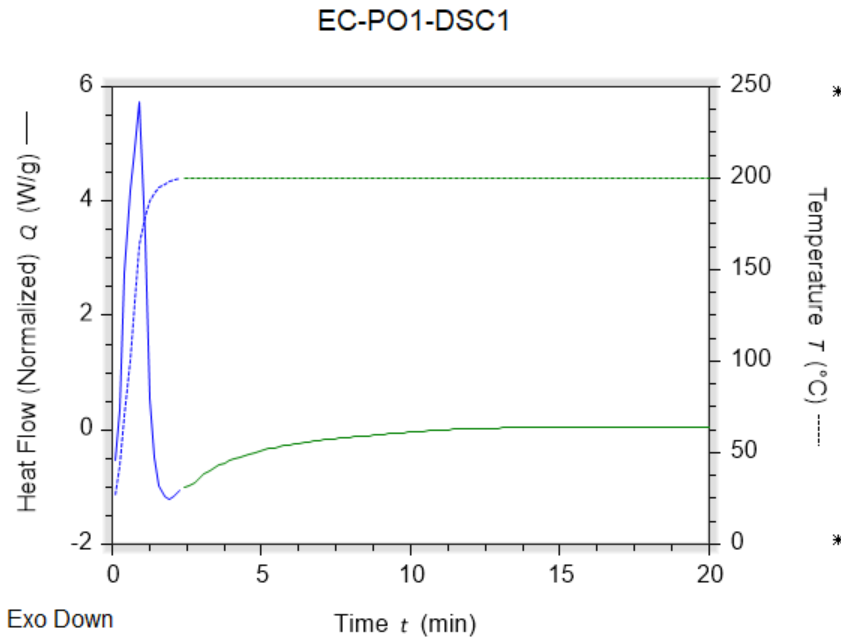 EC-PO1-DSC1
Heat Flow (Normalized) Q (W/g)
6
4
2
0
-2
250
200
150
100
50
0
Temperature T (°C)
*
*
0 5 10 15 20
Exo Down
Time t (min)